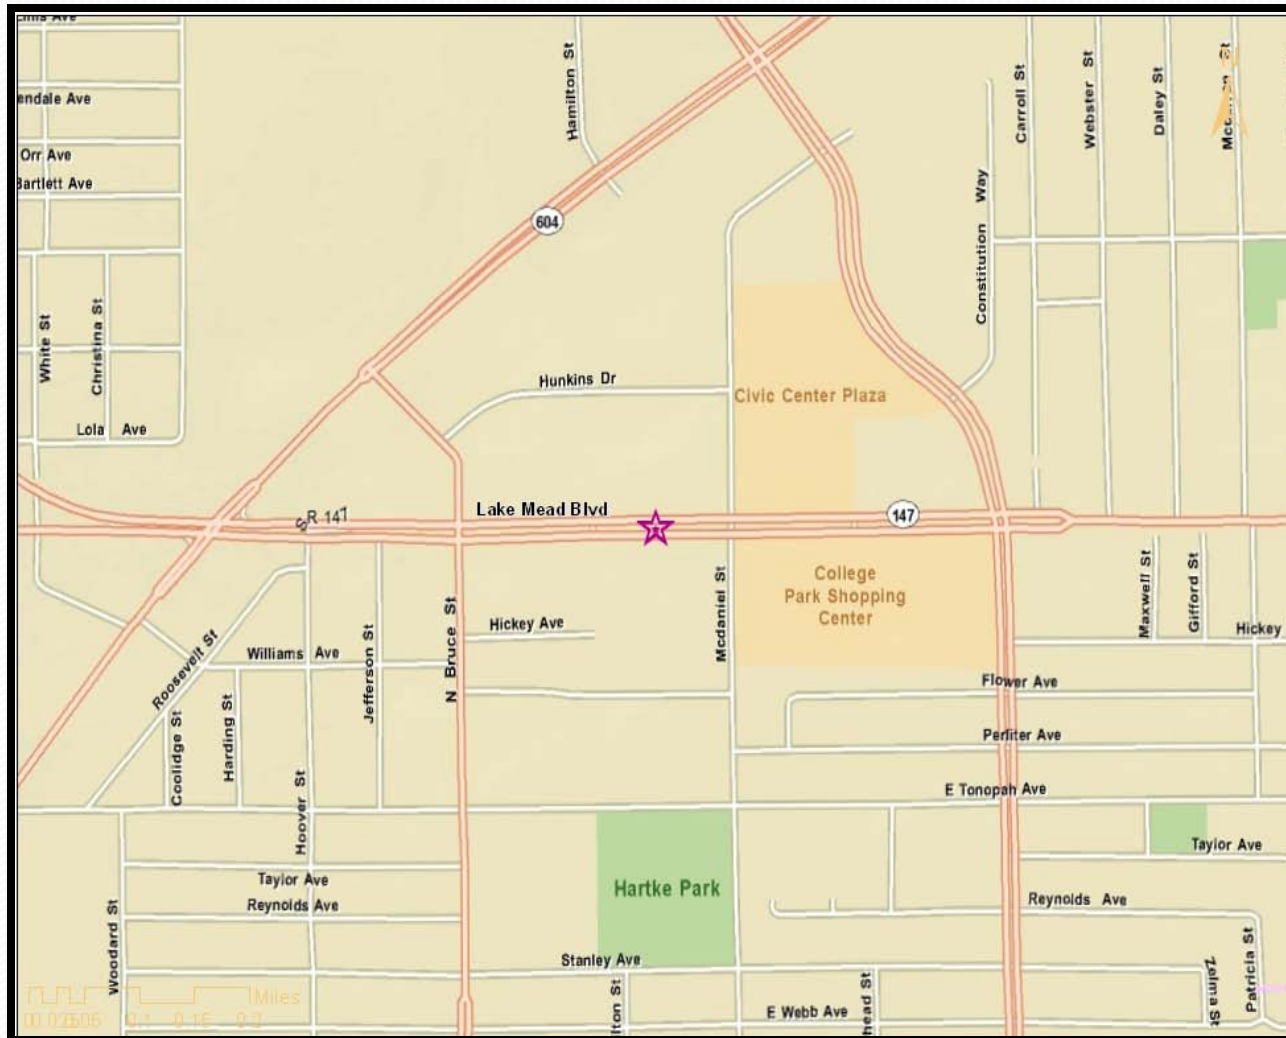 Hamilton St
Carroll St
Webster St
Daley St
endale Ave
Orr Ave
Bartlett Ave
604
Constitution Way
White St
Christina St
Hunkins Dr
Civic Center Plaza
Lola Ave
Lake Mead Blvd
SR 147
147
College
Park Shopping
Center
Mcdaniel St
Maxwell St
Gifford St
Hickey Ave
Hickey
Roosevelt St
Williams Ave
Jefferson St
N Bruce St
Flower Ave
Coolidge St
Harding St
Perliter Ave
Hoover St
E Tonopah Ave
Taylor Ave
Taylor Ave
Hartke Park
Reynolds Ave
Reynolds Ave
Woodard St
Stanley Ave
Zelma St
Patricia St
lton St
E Webb Ave
head St
Miles